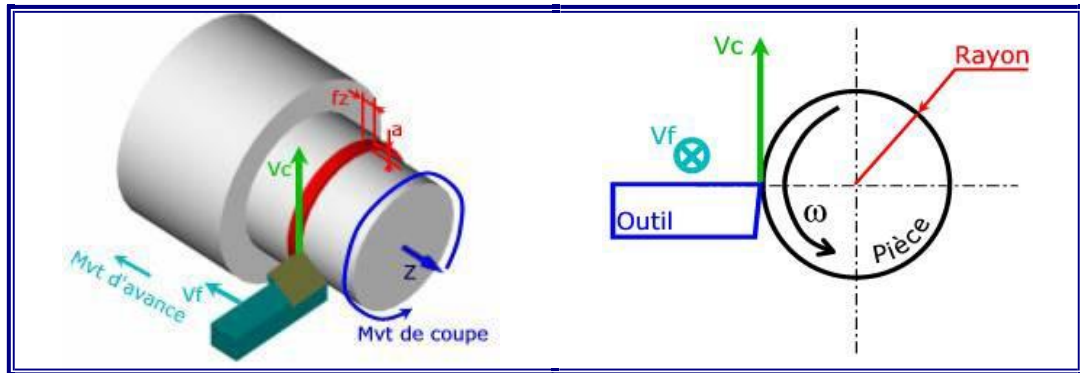 fz
a
Vc
Z
Mvt d'avance
Vf
Mvt de coupe
Vc
Rayon
Vf
Outil
ω
Pièce